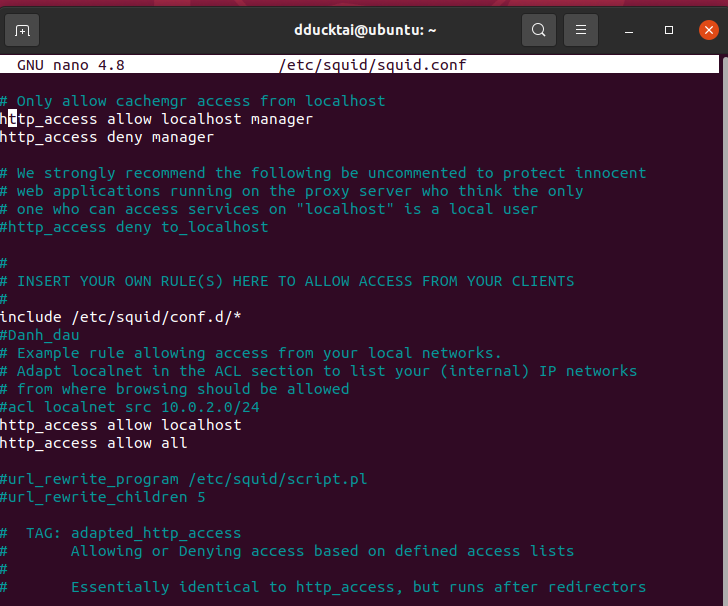 dducktai@ubuntu: ~
GNU nano 4.8 /etc/squid/squid.conf
# Only allow cachemgr access from localhost
http_access allow localhost manager
http_access deny manager
# We strongly recommend the following be uncommented to protect innocent
# web applications running on the proxy server who think the only
# one who can access services on "localhost" is a local user
#http_access deny to_localhost
#
# INSERT YOUR OWN RULE(S) HERE TO ALLOW ACCESS FROM YOUR CLIENTS
#
include /etc/squid/conf.d/*
#Danh_dau
# Example rule allowing access from your local networks.
# Adapt localnet in the ACL section to list your (internal) IP networks
# from where browsing should be allowed
#acl localnet src 10.0.2.0/24
http_access allow localhost
http_access allow all
#url_rewrite_program /etc/squid/script.pl
#url_rewrite_children 5
#  TAG: adapted_http_access
#       Allowing or Denying access based on defined access lists
#
#       Essentially identical to http_access, but runs after redirectors